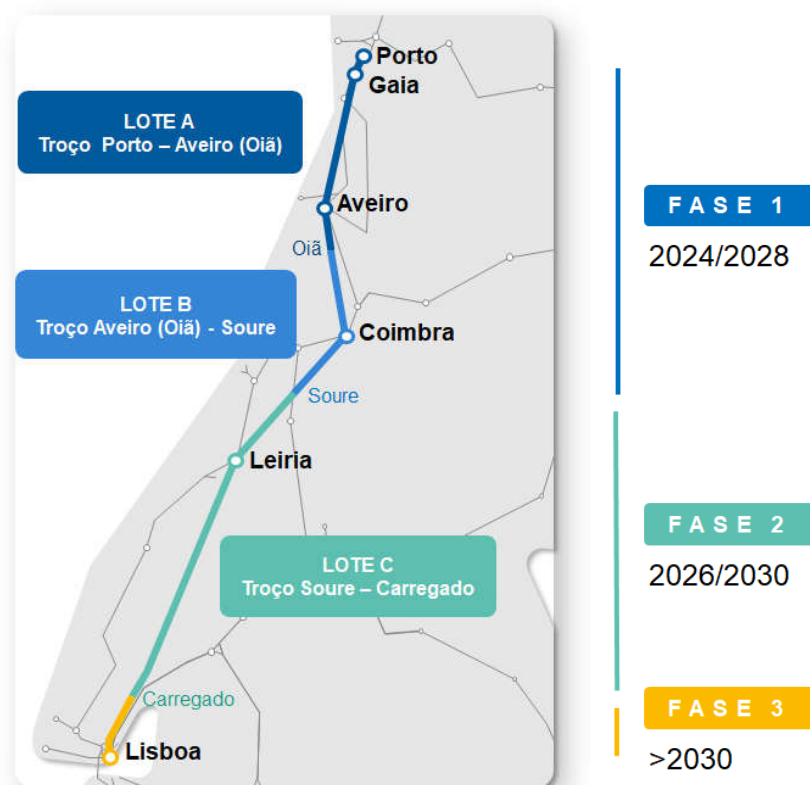 Porto
Gaia
LOTE A
Troço Porto – Aveiro (Oiã)
Aveiro
Oiã
LOTE B
Troço Aveiro (Oiã) - Soure
Coimbra
Soure
Leiria
LOTE C
Troço Soure – Carregado
Carregado
Lisboa
FASE 1
2024/2028
FASE 2
2026/2030
FASE 3
>2030